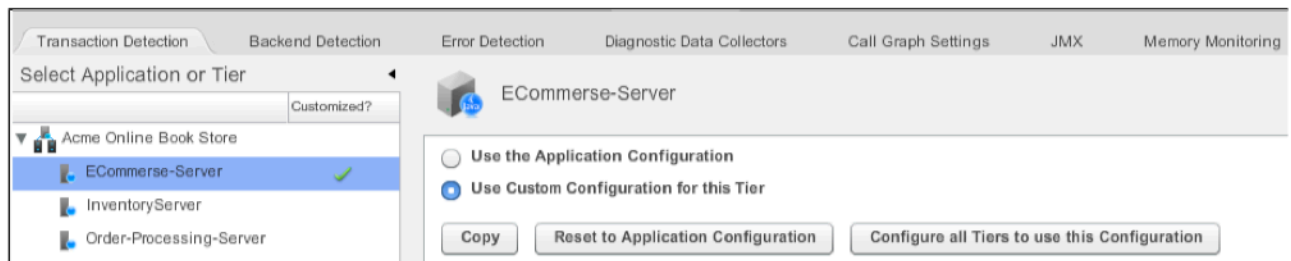 Transaction Detection Backend Detection Error Detection Diagnostic Data Collectors Call Graph Settings JMX Memory Monitoring
Select Application or Tier
Customized?
Acme Online Book Store
ECommerse-Server
InventoryServer
Order-Processing-Server
ECommerse-Server
Use the Application Configuration
Use Custom Configuration for this Tier
Copy Reset to Application Configuration Configure all Tiers to use this Configuration